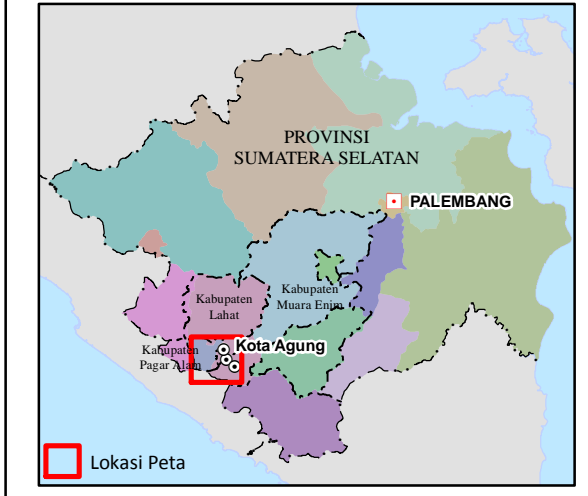 PROVINSI
SUMATERA SELATAN
PALEMBANG
Kabupaten
Muara Enim
Kabupaten
Lahat
Kota Agung
Kabupaten
Pagar Alam
Lokasi Peta